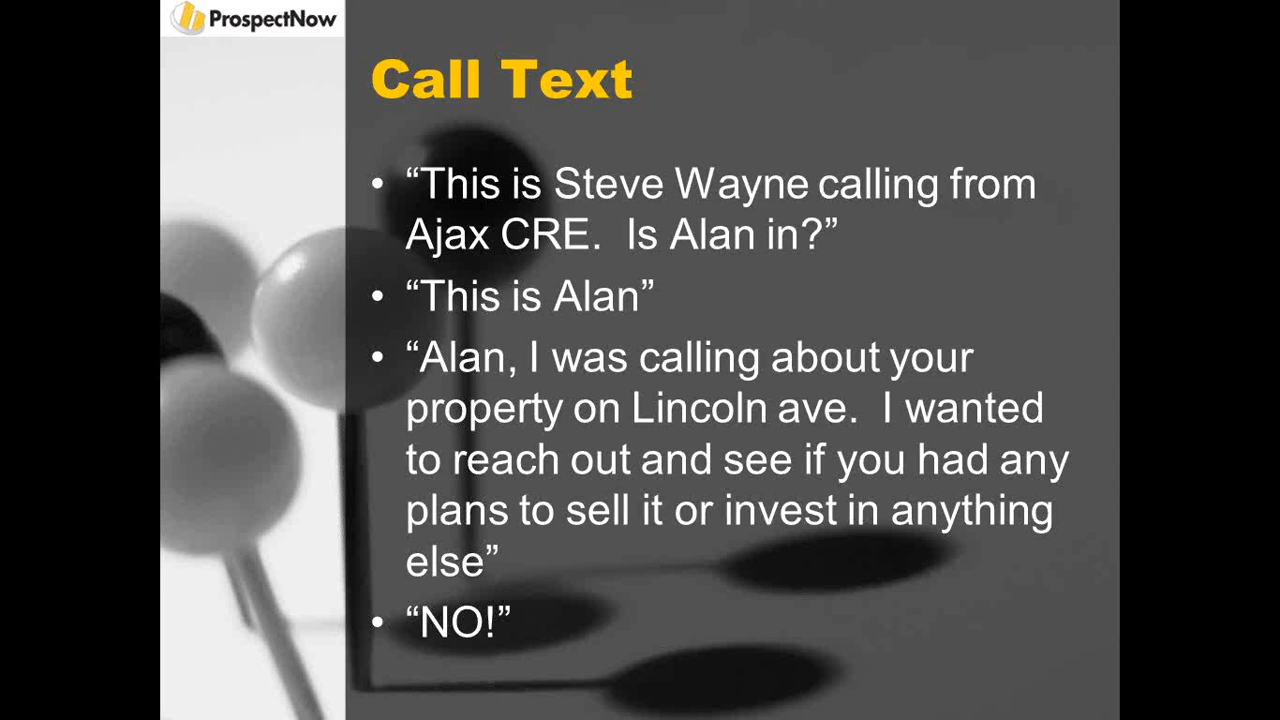 ProspectNow
Call Text
• “This is Steve Wayne calling from
Ajax CRE.  Is Alan in?”
• “This is Alan”
• “Alan, I was calling about your
property on Lincoln ave.  I wanted
to reach out and see if you had any
plans to sell it or invest in anything
else”
• “NO!”